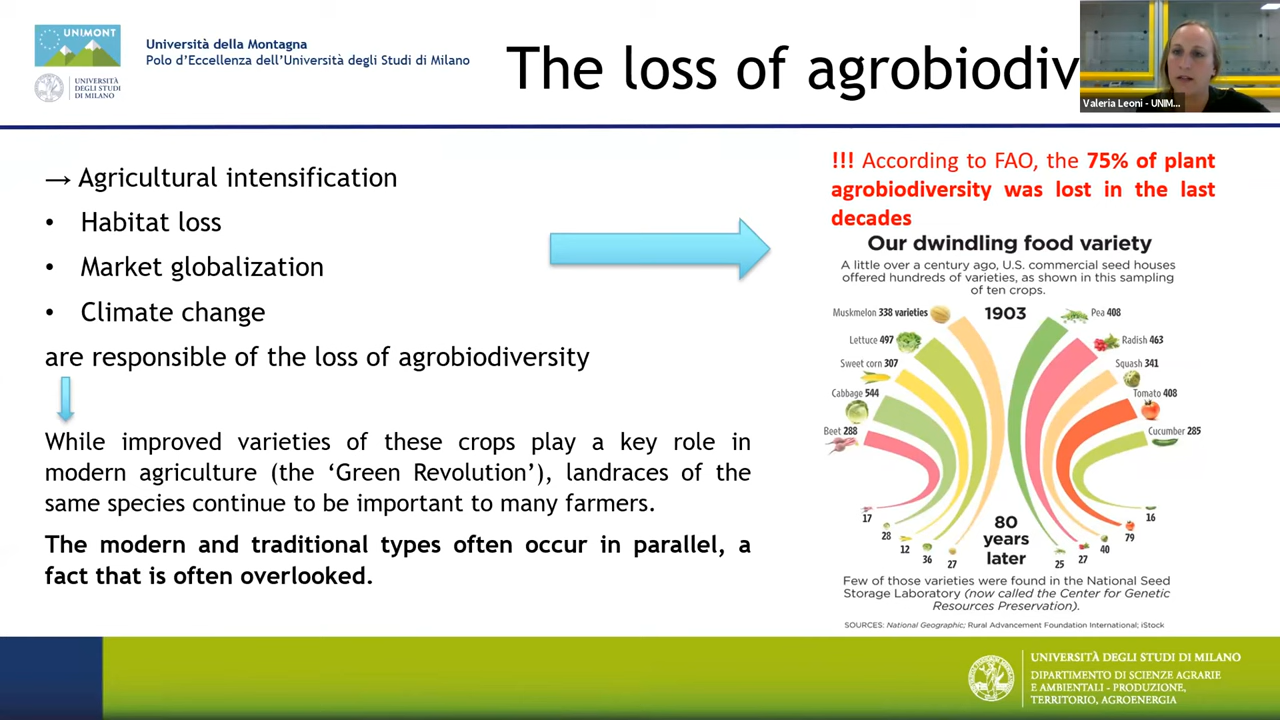 UNIMONT
UNIVERSITÀ
DEGLI STUDI
DI MILANO
Università della Montagna
Polo d'Eccellenza dell'Università degli Studi di Milano
The loss of agrobiodiv
Valeria Leoni - UNIM...
→ Agricultural intensification
• Habitat loss
• Market globalization
• Climate change
are responsible of the loss of agrobiodiversity
While improved varieties of these crops play a key role in
modern agriculture (the ‘Green Revolution’), landraces of the
same species continue to be important to many farmers.
The modern and traditional types often occur in parallel, a
fact that is often overlooked.
!!! According to FAO, the 75% of plant
agrobiodiversity was lost in the last
decades
Our dwindling food variety
A little over a century ago, U.S. commercial seed houses
offered hundreds of varieties, as shown in this sampling
of ten crops.
1903
Muskmelon 338 varieties
Lettuce 497
Sweet corn 307
Cabbage 544
Beet 288
Pea 408
Radish 463
Squash 341
Tomato 408
Cucumber 285
80
years
later
17
28
12
36
27
25
27
40
79
16
Few of those varieties were found in the National Seed
Storage Laboratory (now called the Center for Genetic
Resources Preservation).
SOURCES: National Geographic; Rural Advancement Foundation International; iStock
UNIVERSITÀ DEGLI STUDI DI MILANO
DIPARTIMENTO DI SCIENZE AGRARIE
E AMBIENTALI - PRODUZIONE,
TERRITORIO, AGROENERGIA